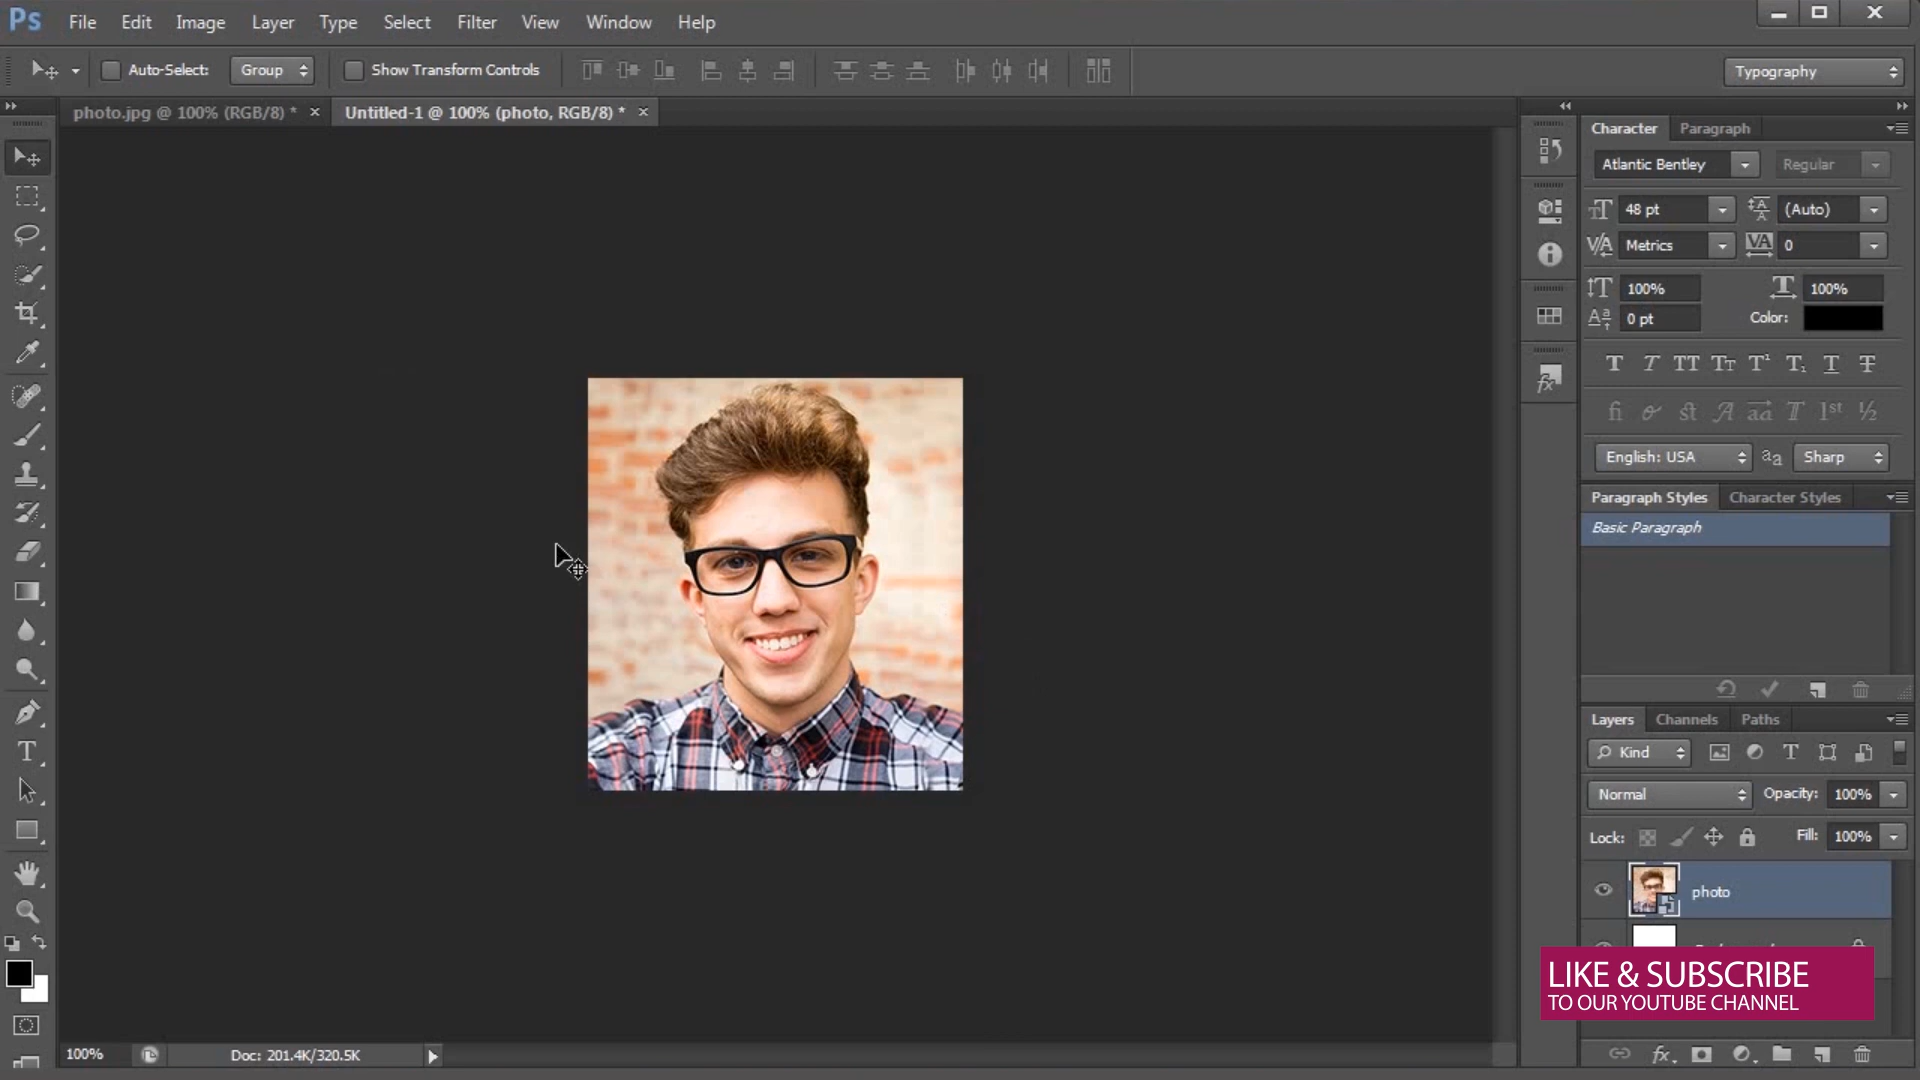 Ps File Edit Image Layer Type Select Filter View Window Help
Auto-Select: Group Show Transform Controls Typography
photo.jpg @ 100% (RGB/8) * × Untitled-1 @ 100% (photo, RGB/8) * ×
Character Paragraph
Atlantic Bentley Regular
48 pt (Auto)
Metrics 0
100% 100%
0 pt Color:
English: USA Sharp
Paragraph Styles Character Styles
Basic Paragraph
Layers Channels Paths
Kind
Normal Opacity: 100%
Lock: Fill: 100%
photo
LIKE & SUBSCRIBE
TO OUR YOUTUBE CHANNEL
100% Doc: 201.4K/320.5K